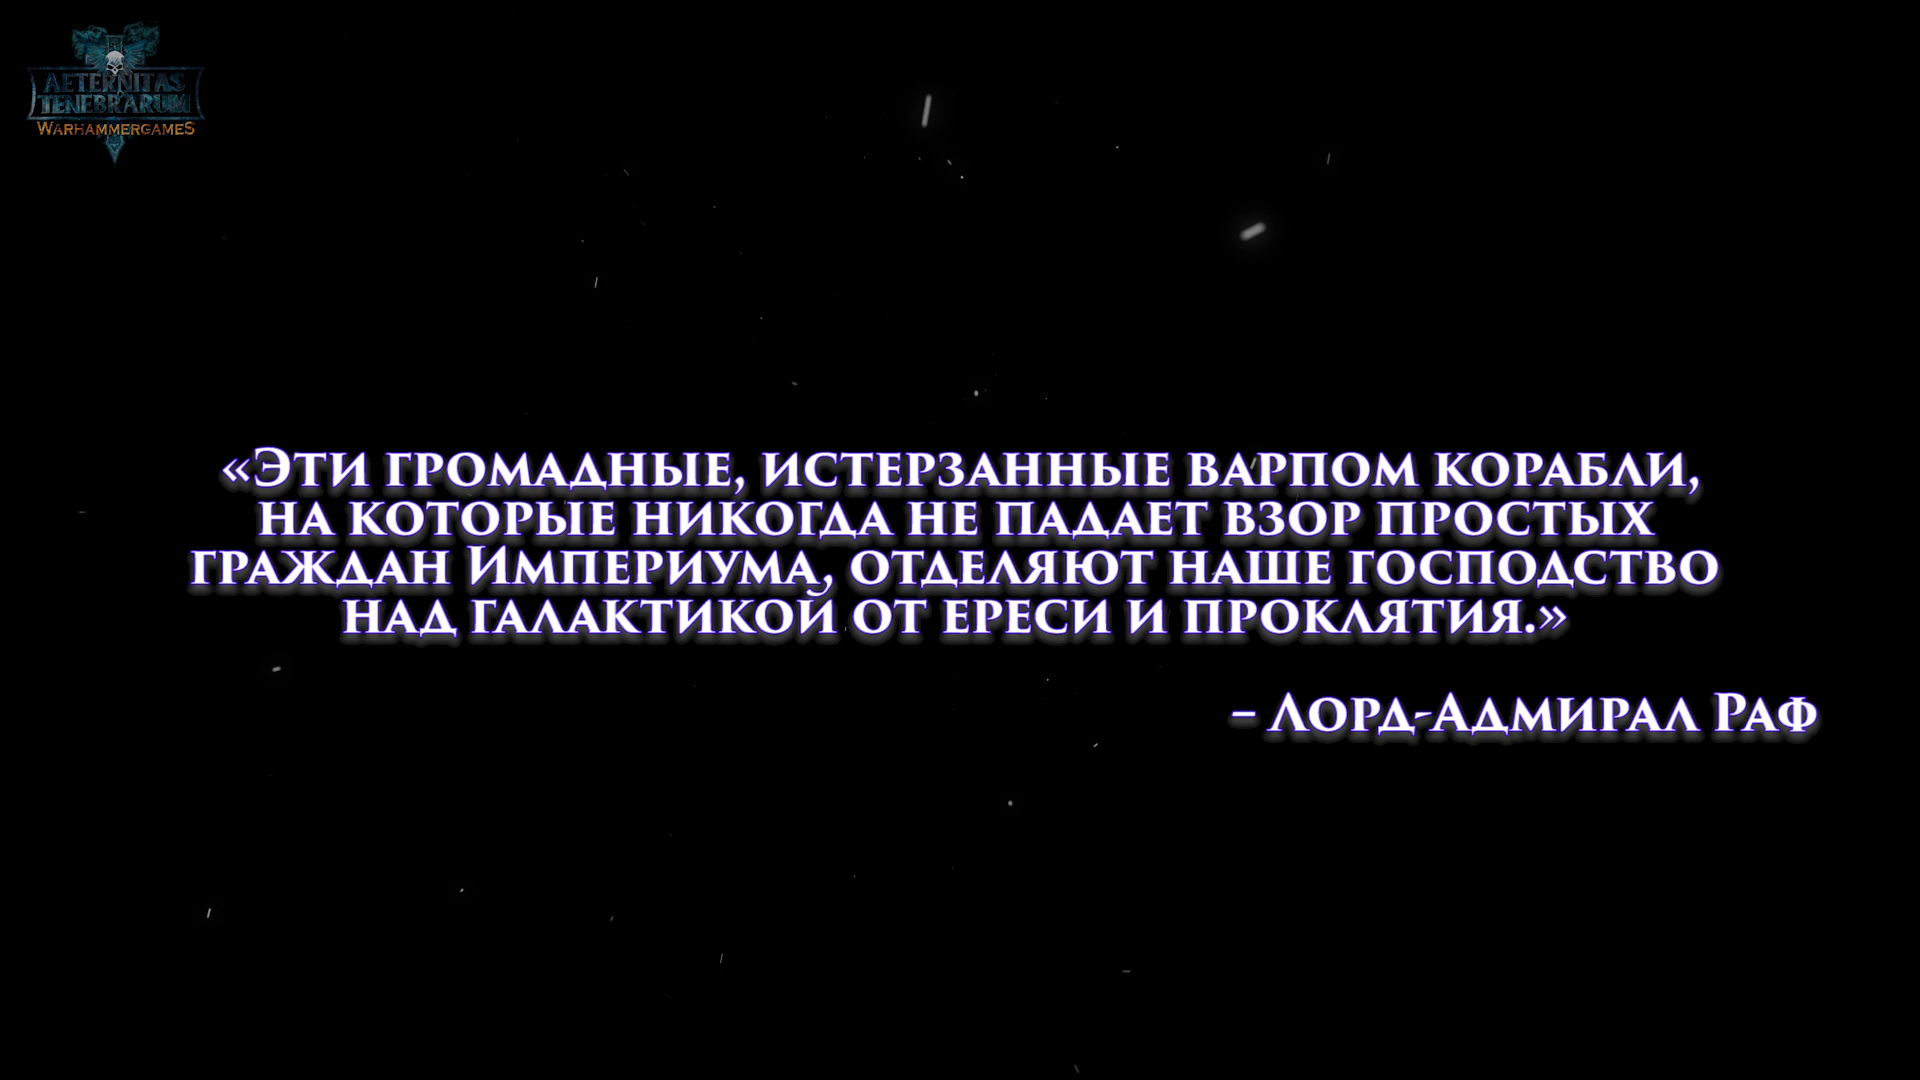 AETERNITAS
TENEBRARUM
WARHAMMERGAMES
«Эти громадные, истерзанные варпом корабли,
на которые никогда не падает взор простых
граждан Империума, отделяют наше господство
над галактикой от ереси и проклятия.»
– Лорд-Адмирал Раф